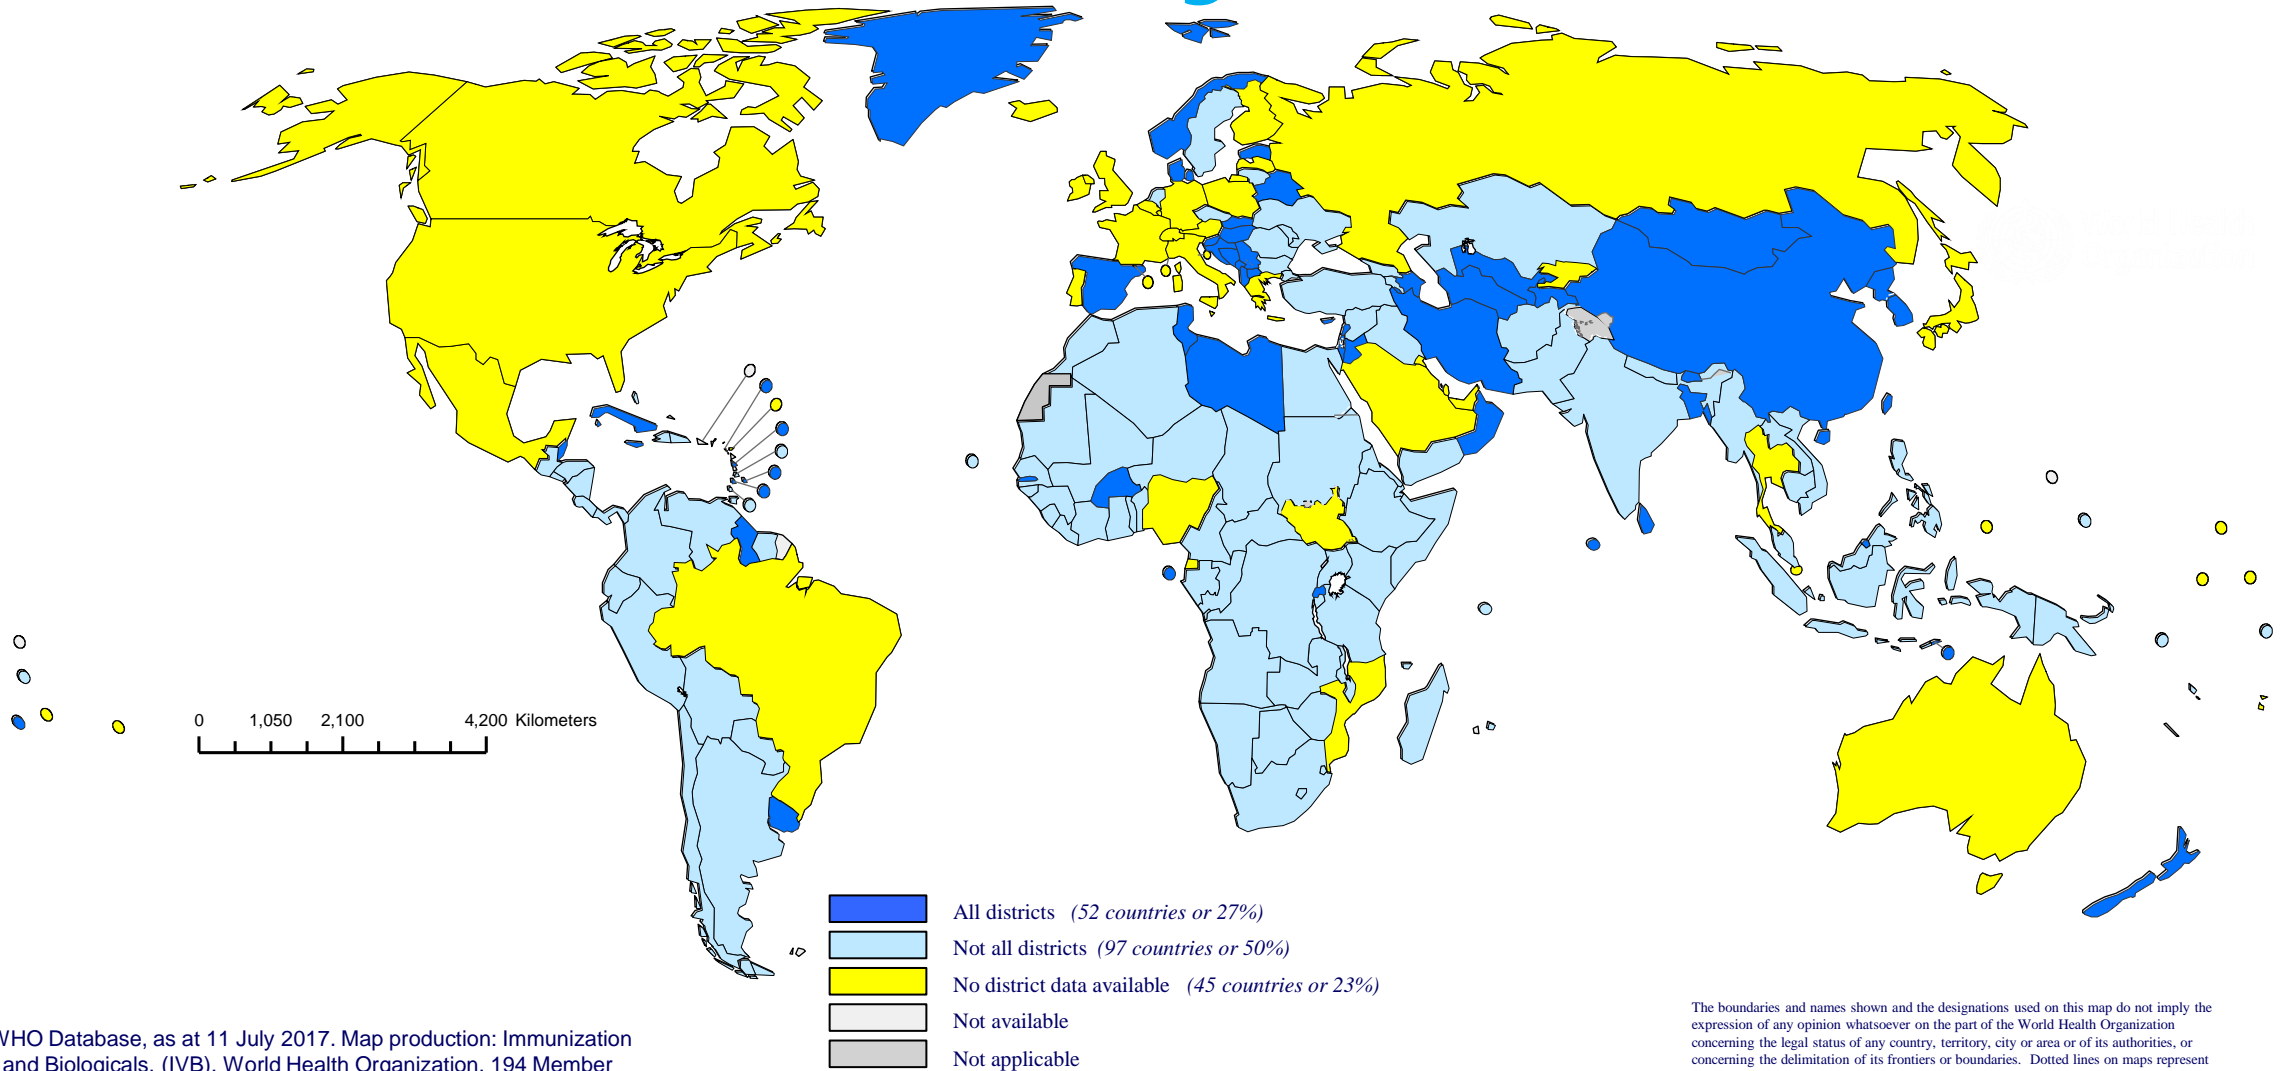 0 1,050 2,100 4,200 Kilometers
All districts (52 countries or 27%)
Not all districts (97 countries or 50%)
No district data available (45 countries or 23%)
Not available
Not applicable
WHO Database, as at 11 July 2017. Map production: Immunization
and Biologicals, (IVB), World Health Organization. 194 Member
The boundaries and names shown and the designations used on this map do not imply the
expression of any opinion whatsoever on the part of the World Health Organization
concerning the legal status of any country, territory, city or area or of its authorities, or
concerning the delimitation of its frontiers or boundaries. Dotted lines on maps represent